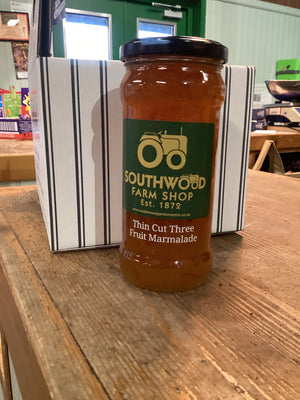 SOUTHWOOD
FARM SHOP
Est. 1872
Thin Cut Three
Fruit Marmalade